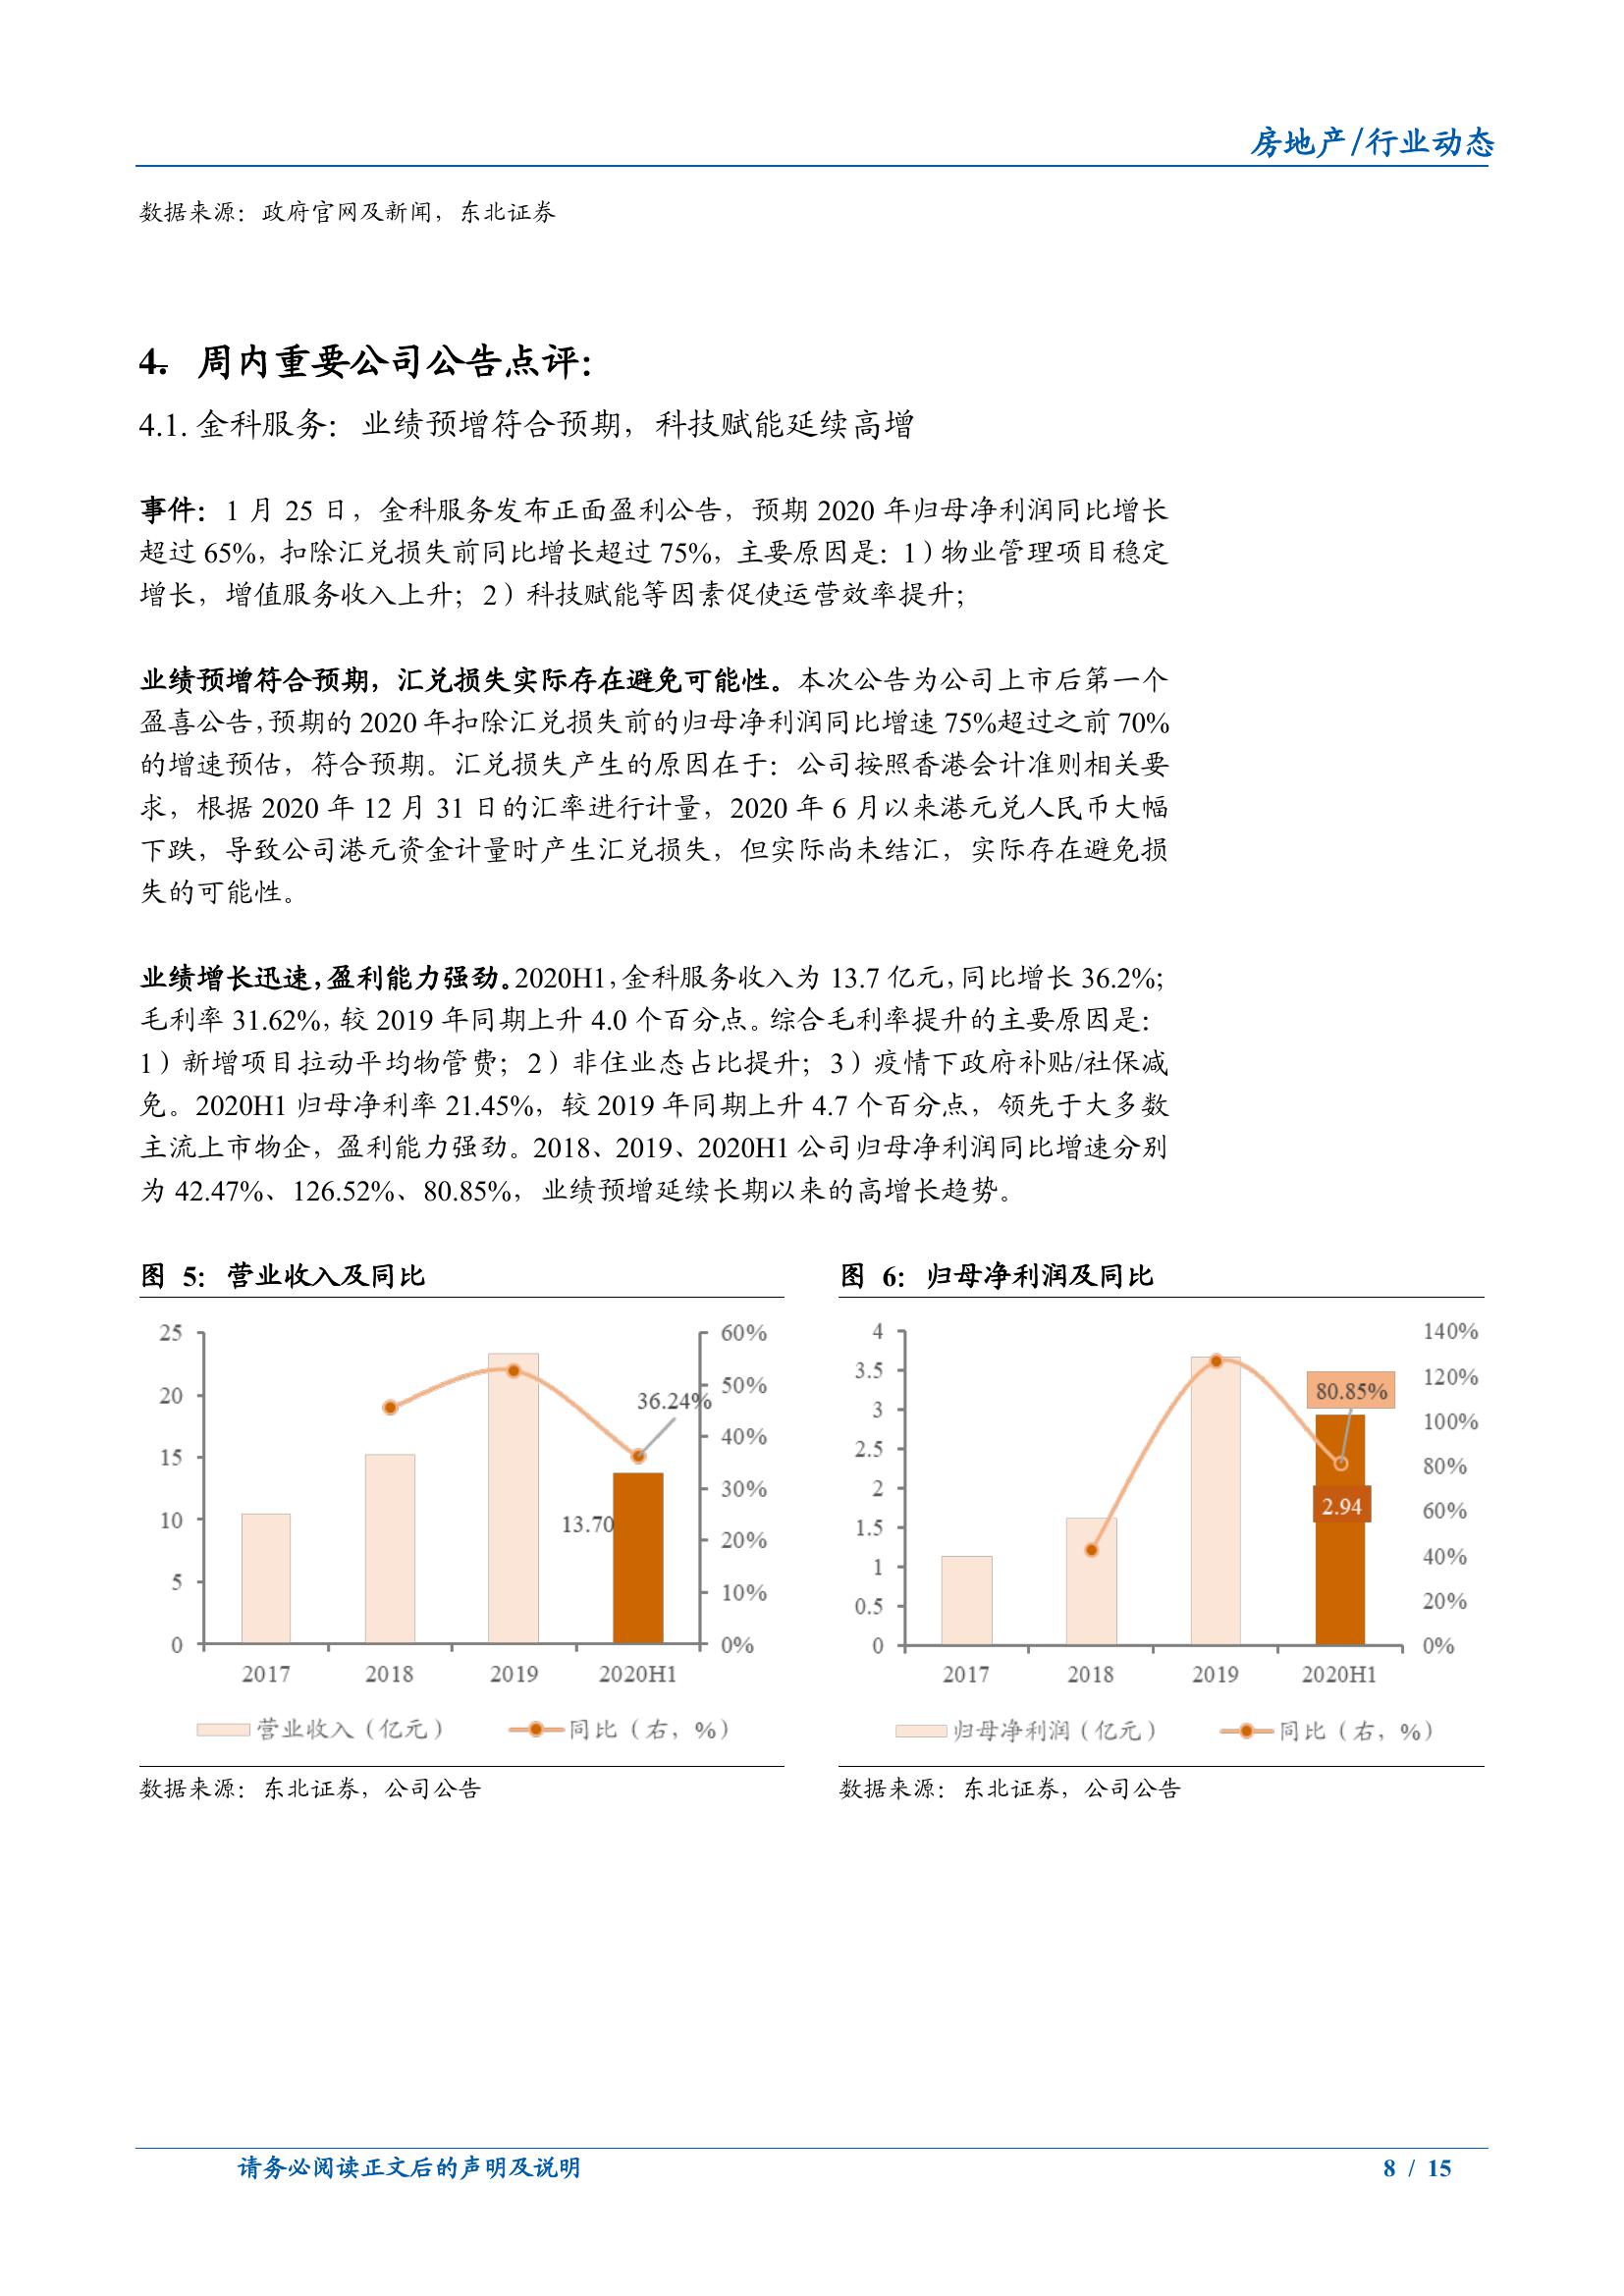 房地产/行业动态
数据来源：政府官网及新闻，东北证券
4. 周内重要公司公告点评：
4.1. 金科服务：业绩预增符合预期，科技赋能延续高增
事件：1 月 25 日，金科服务发布正面盈利公告，预期 2020 年归母净利润同比增长
超过 65%，扣除汇兑损失前同比增长超过 75%，主要原因是：1）物业管理项目稳定
增长，增值服务收入上升；2）科技赋能等因素促使运营效率提升；
业绩预增符合预期，汇兑损失实际存在避免可能性。本次公告为公司上市后第一个
盈喜公告，预期的 2020 年扣除汇兑损失前的归母净利润同比增速 75%超过之前 70%
的增速预估，符合预期。汇兑损失产生的原因在于：公司按照香港会计准则相关要
求，根据 2020 年 12 月 31 日的汇率进行计量，2020 年 6 月以来港元兑人民币大幅
下跌，导致公司港元资金计量时产生汇兑损失，但实际尚未结汇，实际存在避免损
失的可能性。
业绩增长迅速，盈利能力强劲。2020H1，金科服务收入为 13.7 亿元，同比增长 36.2%；
毛利率 31.62%，较 2019 年同期上升 4.0 个百分点。综合毛利率提升的主要原因是：
1）新增项目拉动平均物管费；2）非住业态占比提升；3）疫情下政府补贴/社保减
免。2020H1 归母净利率 21.45%，较 2019 年同期上升 4.7 个百分点，领先于大多数
主流上市物企，盈利能力强劲。2018、2019、2020H1 公司归母净利润同比增速分别
为 42.47%、126.52%、80.85%，业绩预增延续长期以来的高增长趋势。
图 5：营业收入及同比
25
20
15
10
5
0
60%
50%
40%
30%
20%
10%
0%
36.24%
13.70
2017 2018 2019 2020H1
营业收入（亿元） 同比（右，%）
数据来源：东北证券，公司公告
图 6：归母净利润及同比
4
3.5
3
2.5
2
1.5
1
0.5
0
140%
120%
100%
80%
60%
40%
20%
0%
80.85%
2.94
2017 2018 2019 2020H1
归母净利润（亿元） 同比（右，%）
数据来源：东北证券，公司公告
请务必阅读正文后的声明及说明
8 / 15